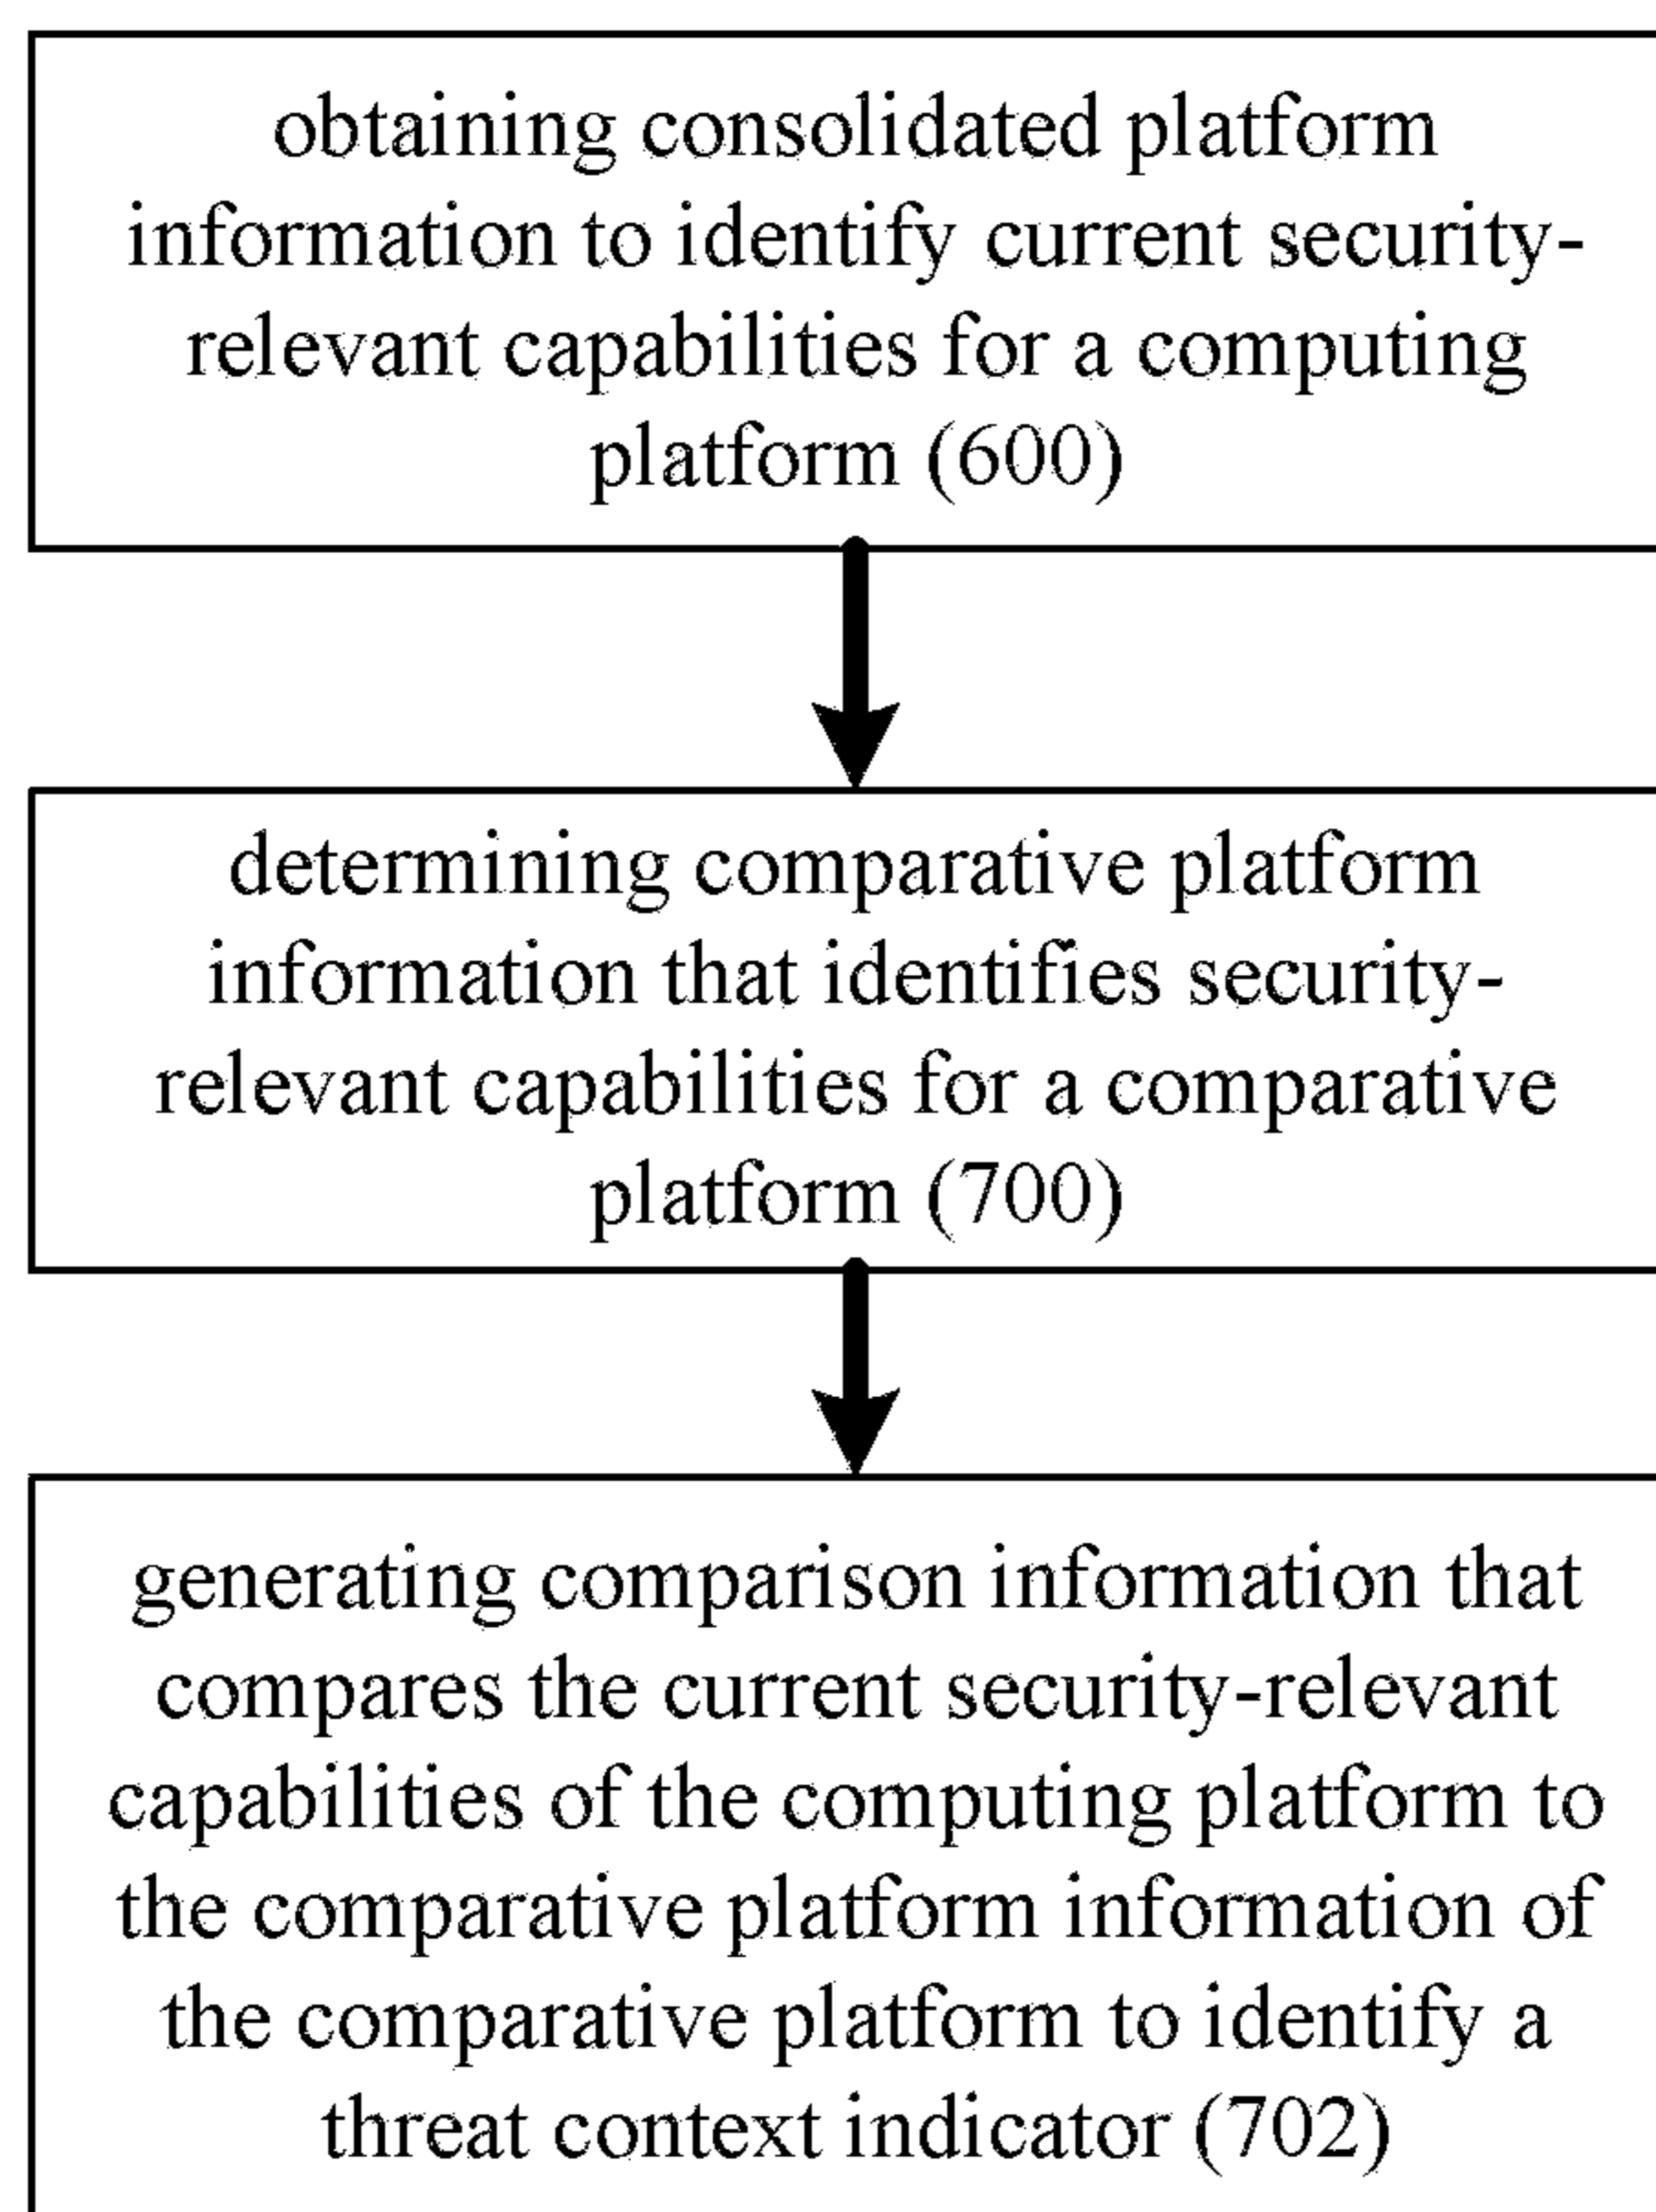 obtaining consolidated platform
information to identify current security-
relevant capabilities for a computing
platform (600)
determining comparative platform
information that identifies security-
relevant capabilities for a comparative
platform (700)
generating comparison information that
compares the current security-relevant
capabilities of the computing platform to
the comparative platform information of
the comparative platform to identify a
threat context indicator (702)